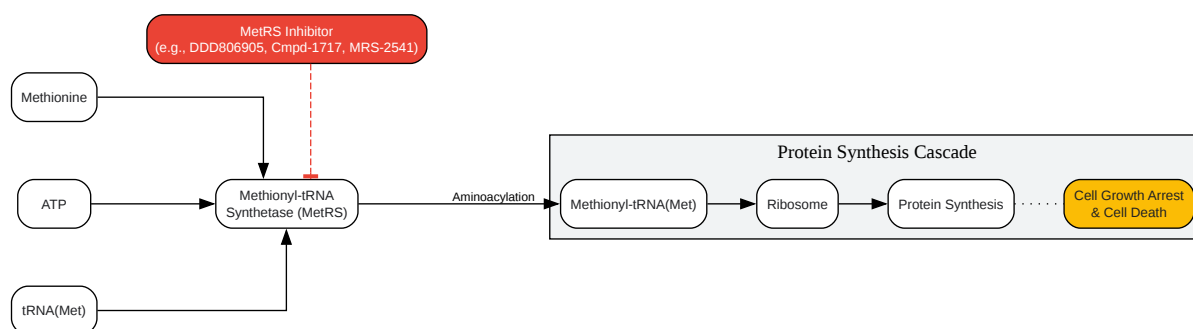 MetRS Inhibitor
(e.g., DDD806905, Cmpd-1717, MRS-2541)
Methionine
ATP
tRNA(Met)
Methionyl-tRNA
Synthetase (MetRS)
Aminoacylation
Protein Synthesis Cascade
Methionyl-tRNA(Met)
Ribosome
Protein Synthesis
Cell Growth Arrest
& Cell Death